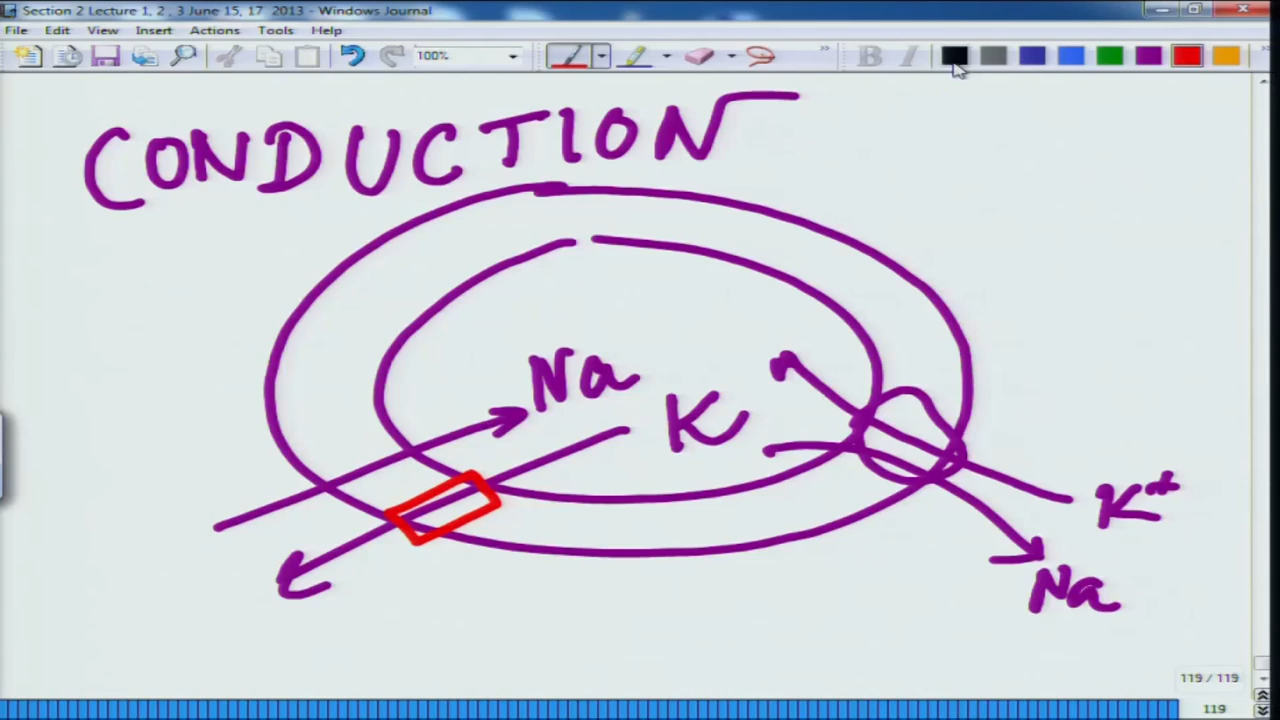 Section 2 Lecture 1, 2 , 3 June 15, 17 2013 - Windows Journal
File Edit View Insert Actions Tools Help
100% B I
CONDUCTION
Na
K
K+
Na
119 / 119
119